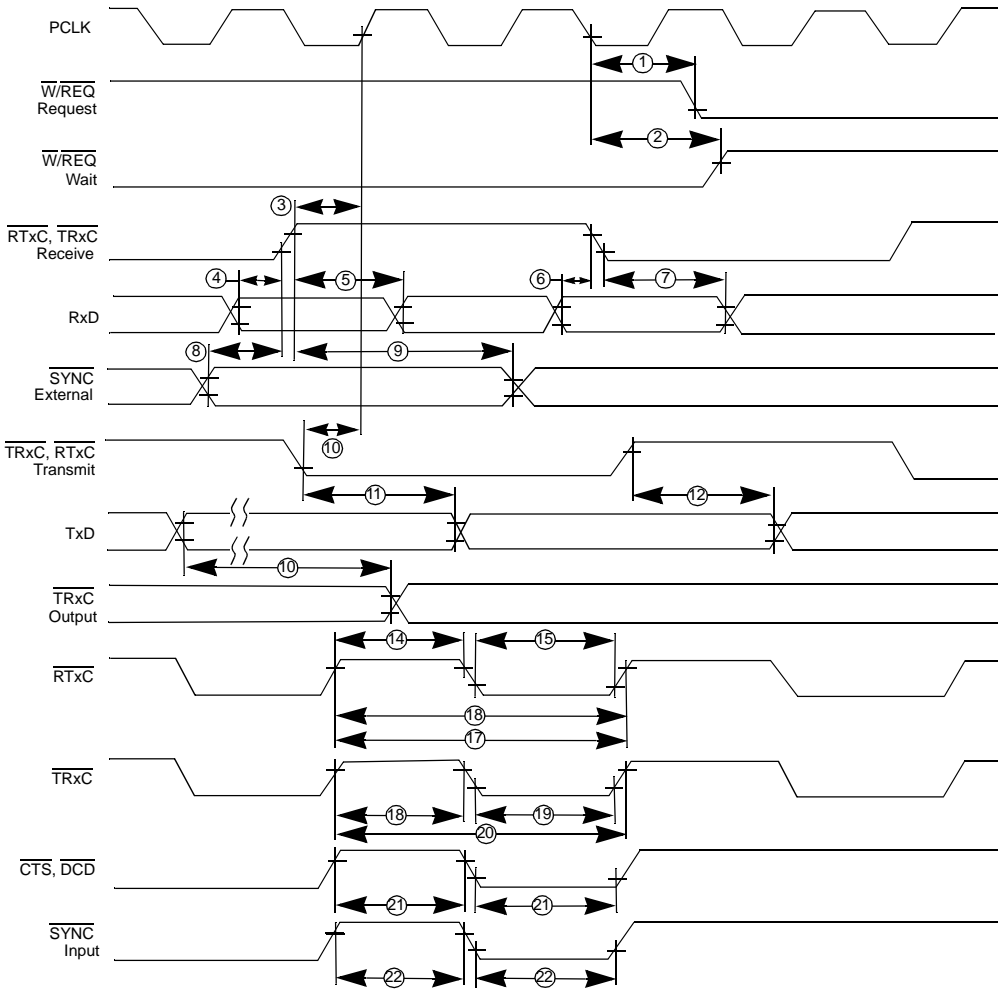 PCLK
1
W/REQ
Request
2
W/REQ
Wait
3
RTxC, TRxC
Receive
4
5
6
7
RxD
8
9
SYNC
External
10
TRxC, RTxC
Transmit
11
12
TxD
10
TRxC
Output
14
15
RTxC
18
17
TRxC
18
19
20
CTS, DCD
21
21
SYNC
Input
22
22